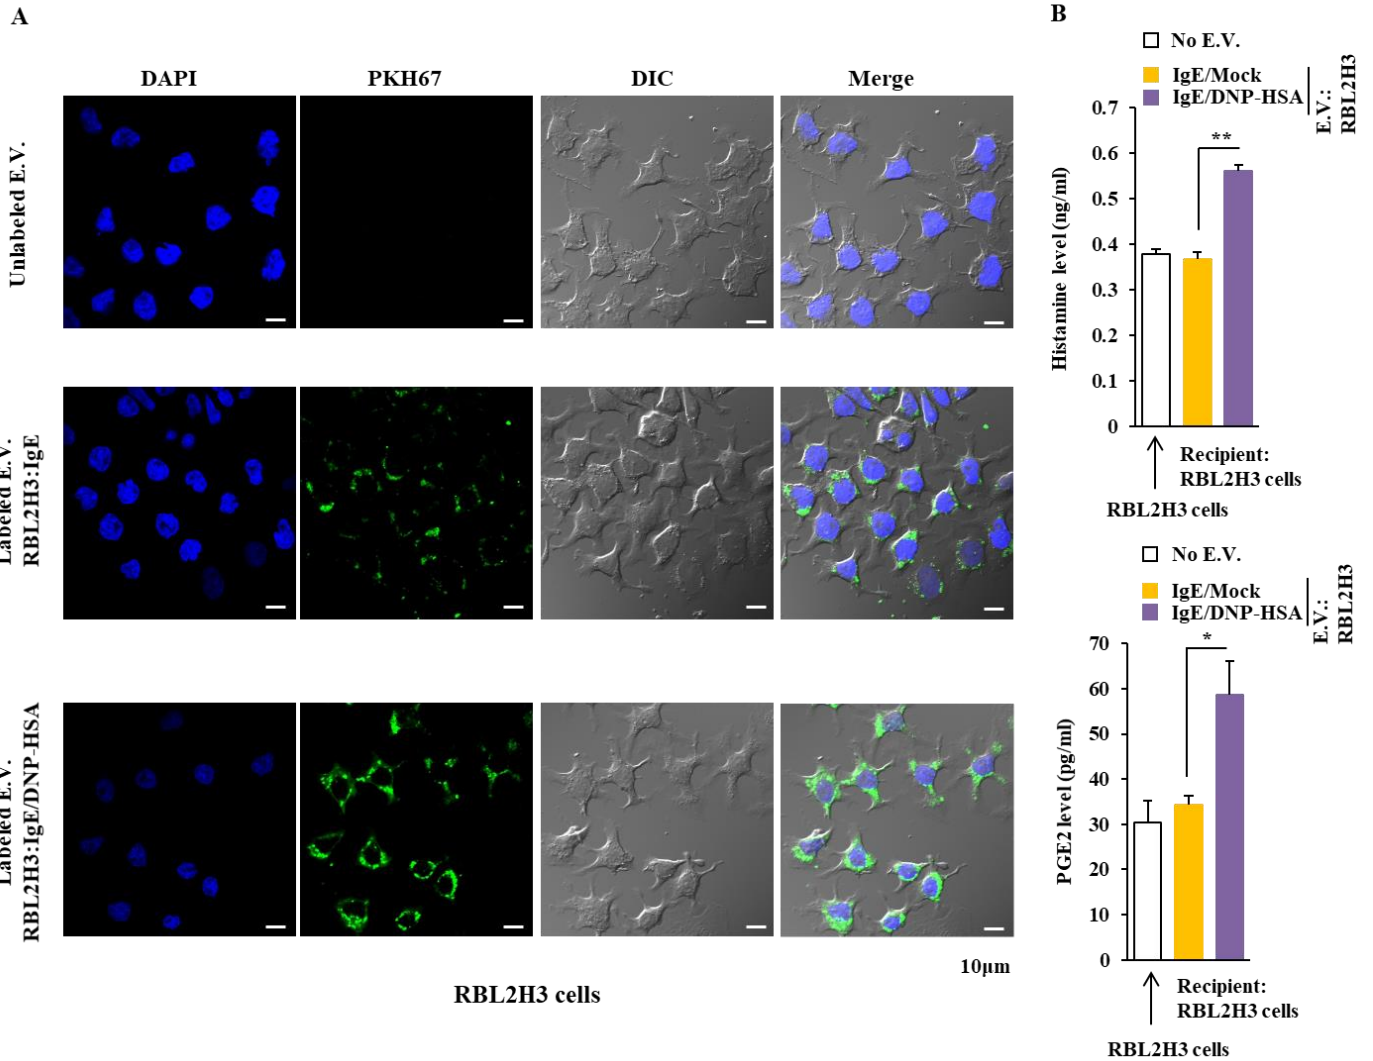 A
DAPI
PKH67
DIC
Merge
Unlabeled E.V.
Labeled E.V.
RBL2H3:IgE
Labeled E.V.
RBL2H3:IgE/DNP-HSA
10μm
RBL2H3 cells
B
No E.V.
IgE/Mock
IgE/DNP-HSA
E.V.:
RBL2H3
Histamine level (ng/ml)
0.7
0.6
0.5
0.4
0.3
0.2
0.1
0
**
Recipient:
RBL2H3 cells
RBL2H3 cells
No E.V.
IgE/Mock
IgE/DNP-HSA
E.V.:
RBL2H3
PGE2 level (pg/ml)
70
60
50
40
30
20
10
0
*
Recipient:
RBL2H3 cells
RBL2H3 cells